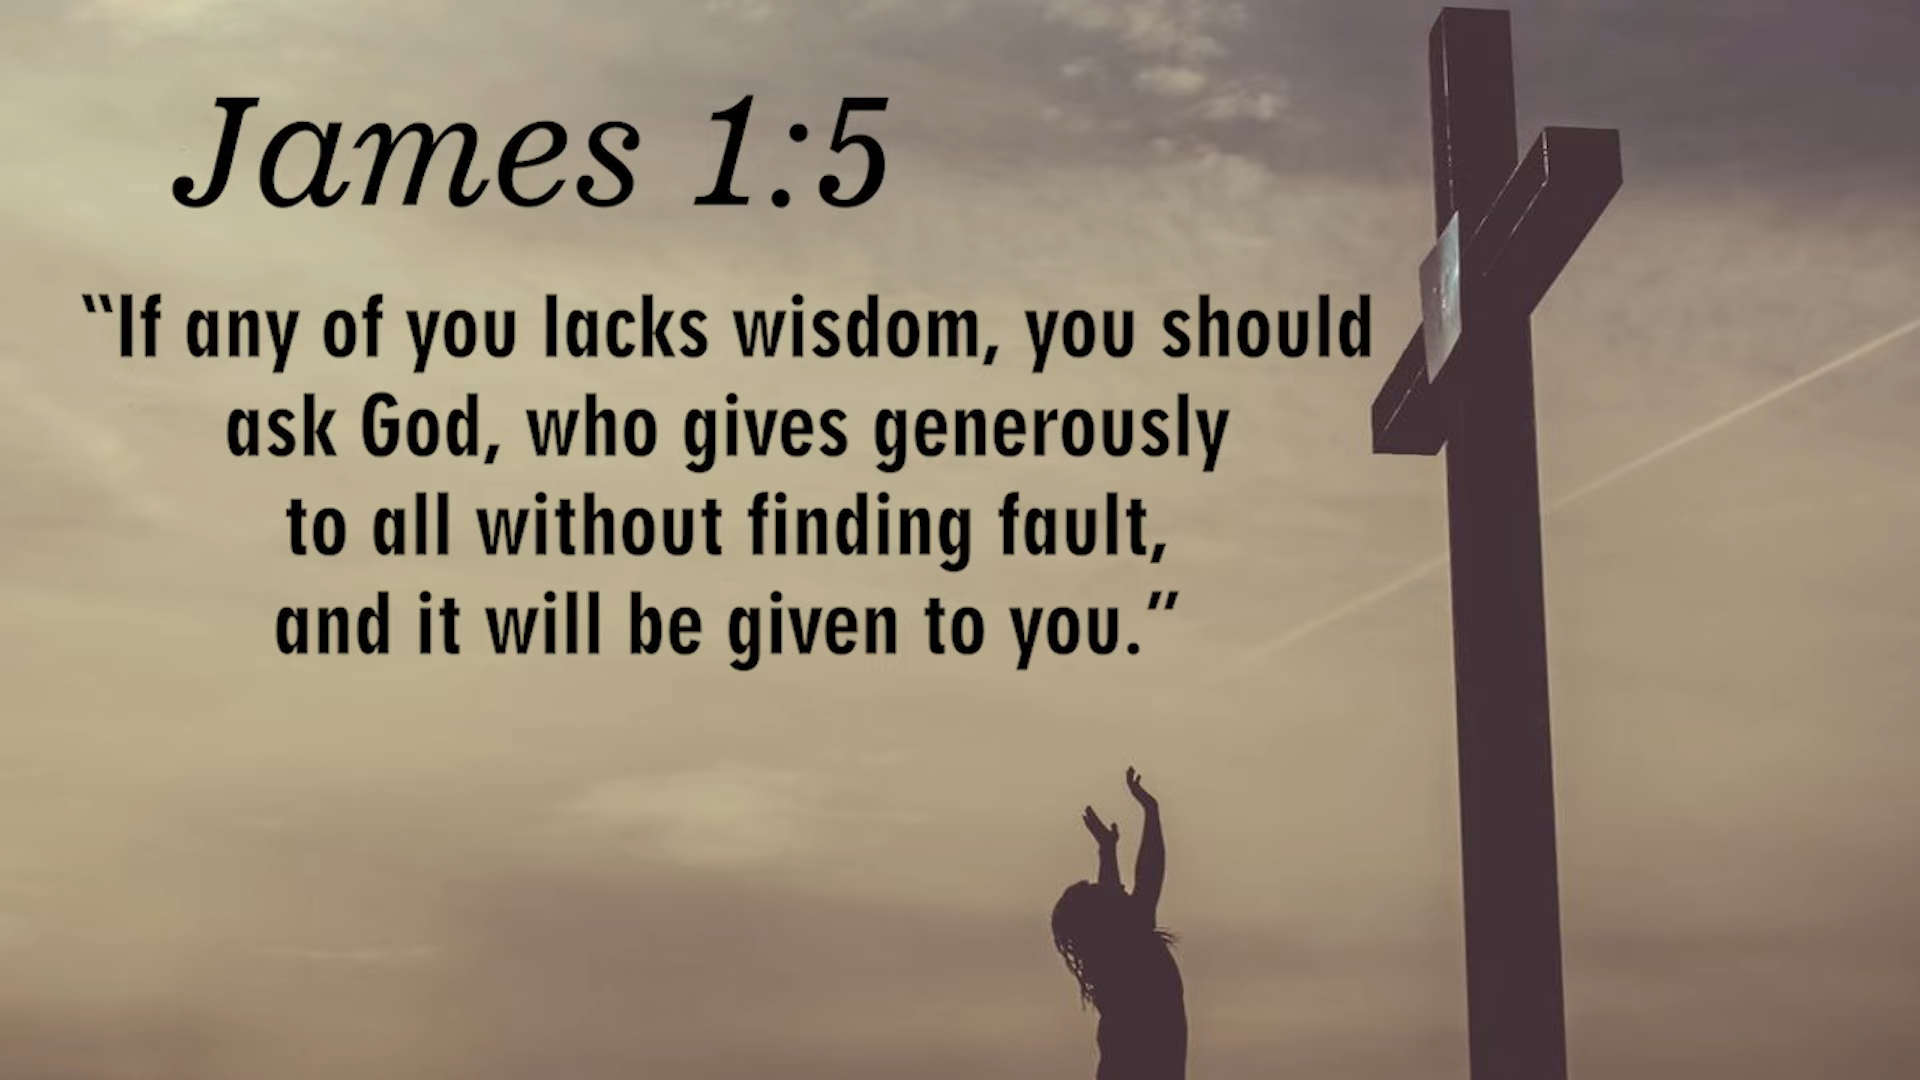 James 1:5
“If any of you lacks wisdom, you should
ask God, who gives generously
to all without finding fault,
and it will be given to you.”